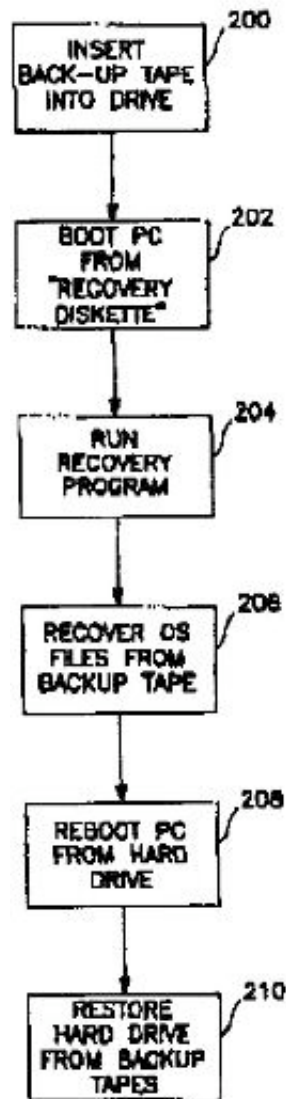 200
INSERT
BACK-UP TAPE
INTO DRIVE
202
BOOT PC
FROM
"RECOVERY
DISKETTE"
204
RUN
RECOVERY
PROGRAM
206
RECOVER OS
FILES FROM
BACKUP TAPE
208
REBOOT PC
FROM HARD
DRIVE
210
RESTORE
HARD DRIVE
FROM BACKUP
TAPES